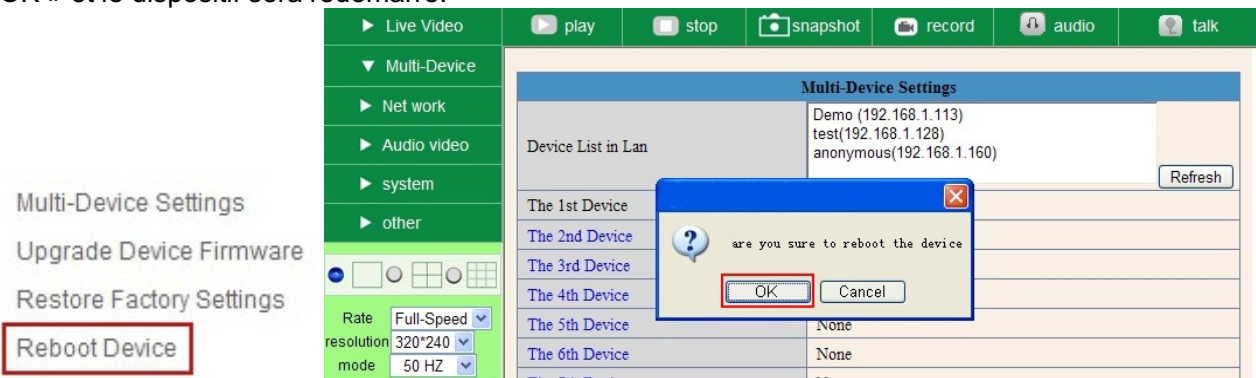 OK » et le dispositif sera redémarré.
Live Video
play stop snapshot record audio talk
Multi-Device
Net work
Audio video
system
other
Multi-Device Settings
Device List in Lan
Demo (192.168.1.113)
test(192.168.1.128)
anonymous(192.168.1.160)
Refresh
The 1st Device
The 2nd Device
The 3rd Device
The 4th Device
The 5th Device None
The 6th Device None
are you sure to reboot the device
OK Cancel
Rate Full-Speed
resolution 320*240
mode 50 HZ
Multi-Device Settings
Upgrade Device Firmware
Restore Factory Settings
Reboot Device